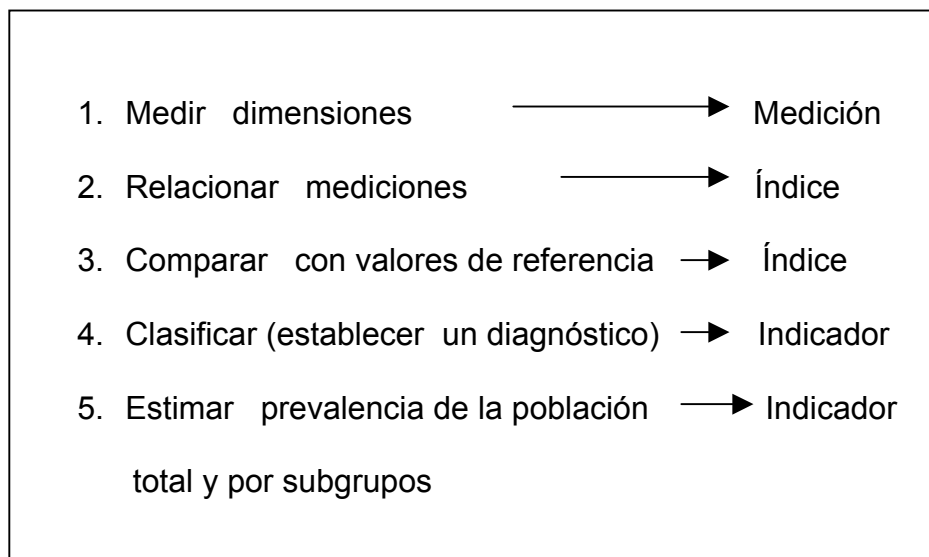 1. Medir dimensiones Medición
2. Relacionar mediciones Índice
3. Comparar con valores de referencia Índice
4. Clasificar (establecer un diagnóstico) Indicador
5. Estimar prevalencia de la población Indicador
total y por subgrupos